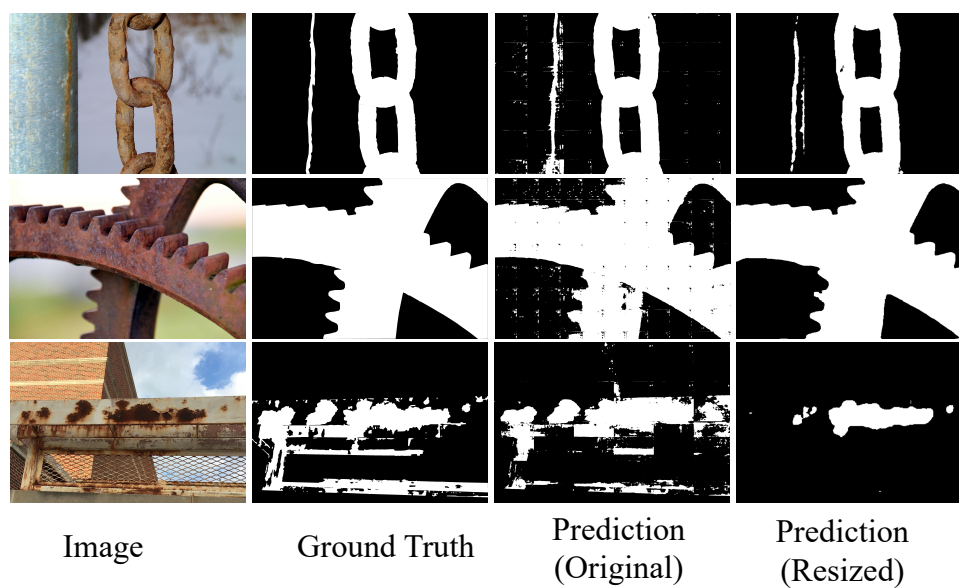 Image
Ground Truth
Prediction
(Original)
Prediction
(Resized)